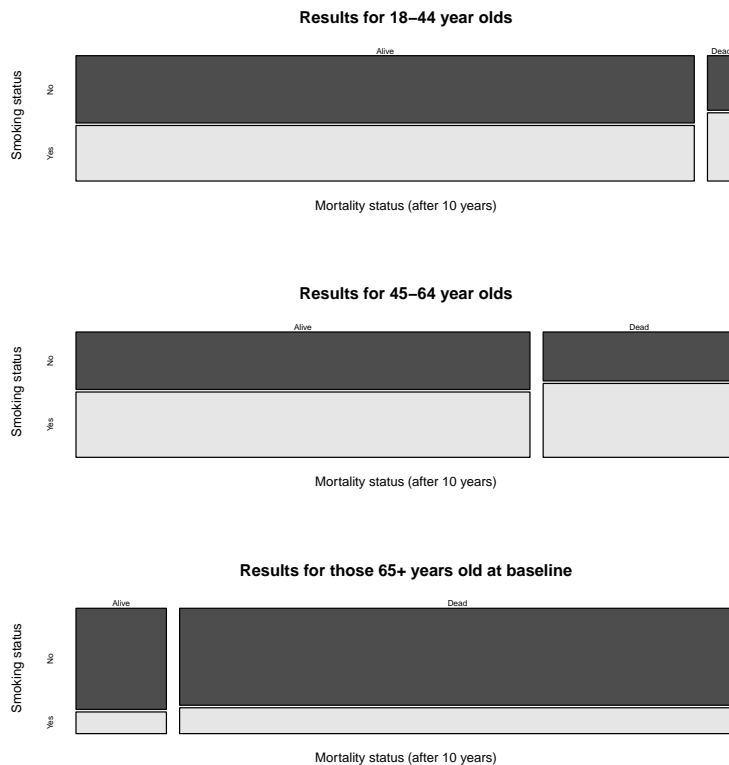 Results for 18−44 year olds
Alive Dead
Smoking status
No
Yes
Mortality status (after 10 years)
Results for 45−64 year olds
Alive Dead
Smoking status
No
Yes
Mortality status (after 10 years)
Results for those 65+ years old at baseline
Alive Dead
Smoking status
No
Yes
Mortality status (after 10 years)